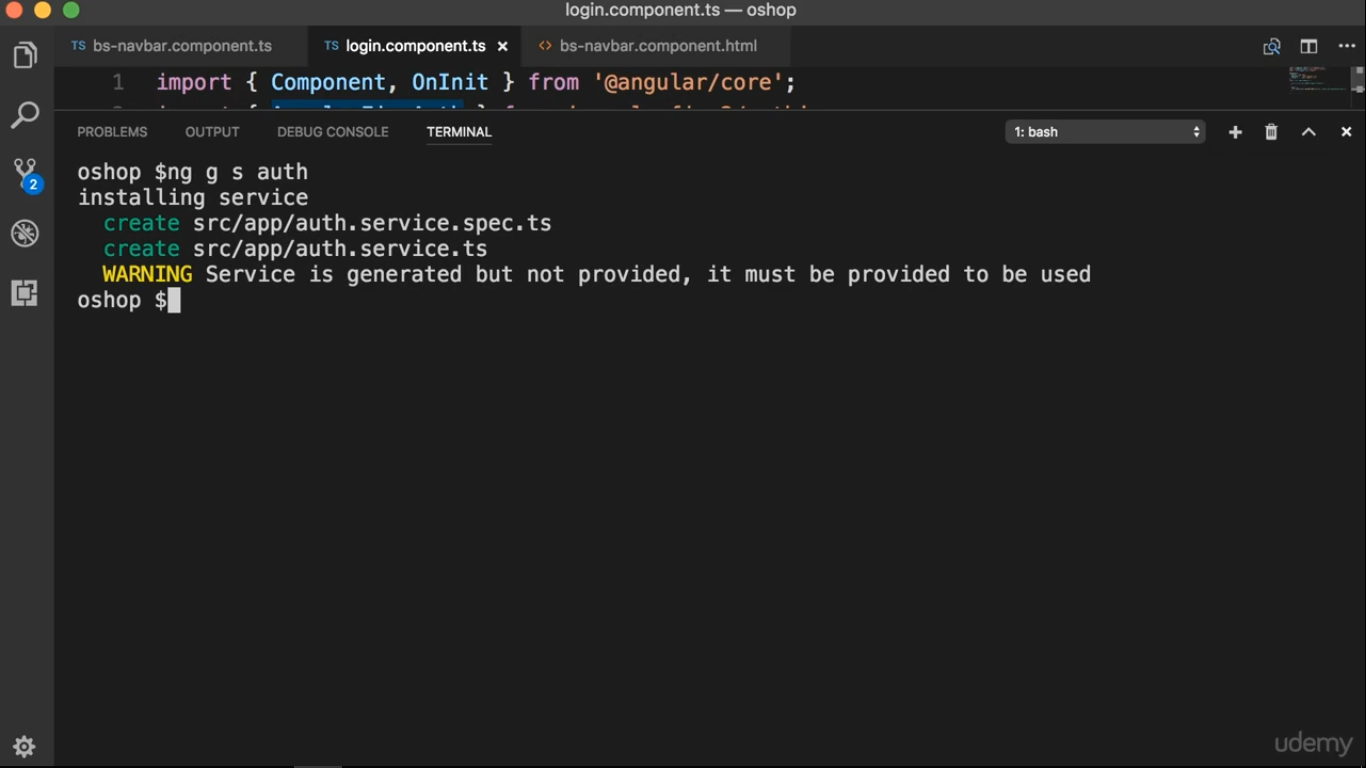 login.component.ts — oshop
TS bs-navbar.component.ts
TS login.component.ts ×
<> bs-navbar.component.html
1 import { Component, OnInit } from '@angular/core';
PROBLEMS OUTPUT DEBUG CONSOLE TERMINAL
1: bash
oshop $ng g s auth
installing service
create src/app/auth.service.spec.ts
create src/app/auth.service.ts
WARNING Service is generated but not provided, it must be provided to be used
oshop $
2
udemy